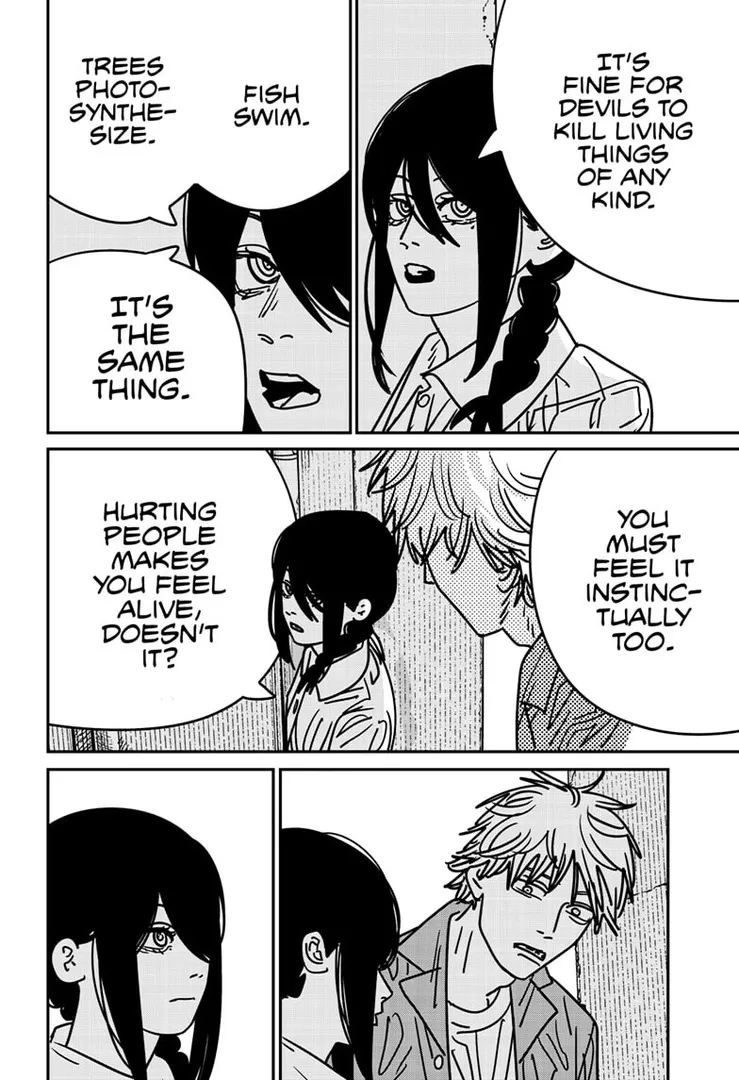 IT'S
FINE FOR
DEVILS TO
KILL LIVING
THINGS
OF ANY
KIND.
FISH
SWIM.
TREES
PHOTO-
SYNTHE-
SIZE.
IT'S
THE
SAME
THING.
YOU
MUST
FEEL IT
INSTINC-
TUALLY
TOO.
HURTING
PEOPLE
MAKES
YOU FEEL
ALIVE,
DOESN'T
IT?